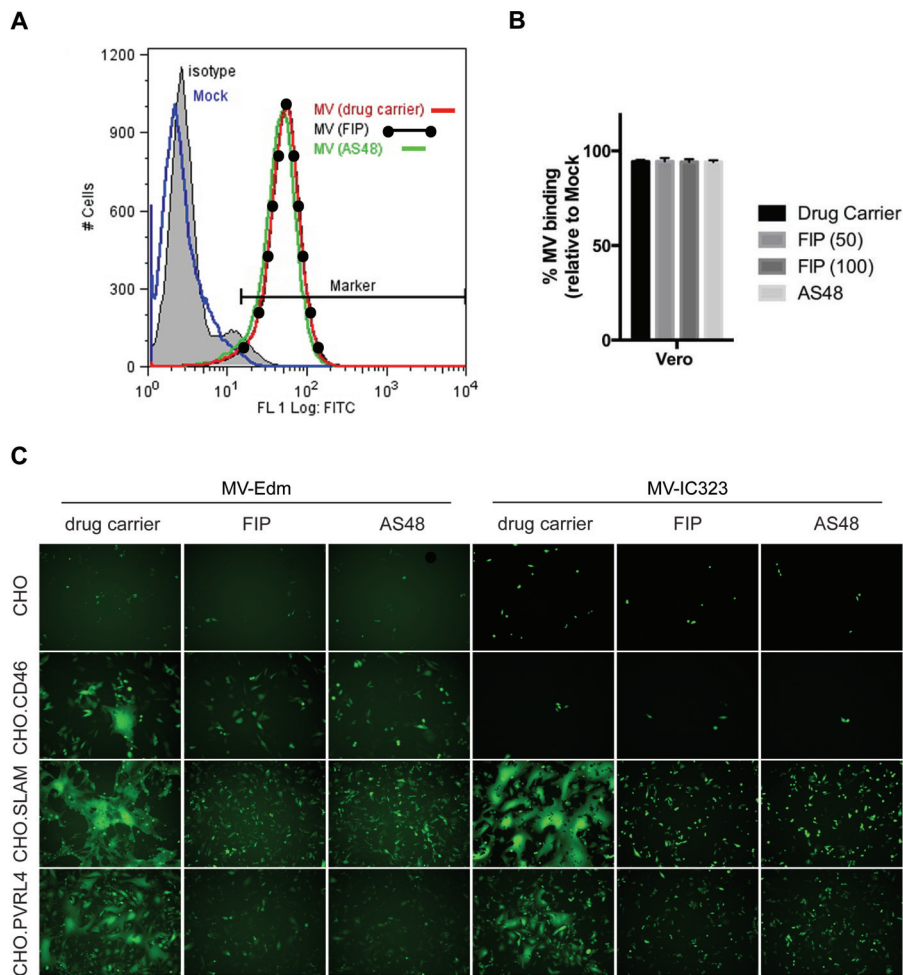 A
1200
900
600
300
0
# Cells
isotype
Mock
MV (drug carrier)
MV (FIP)
MV (AS48)
Marker
10^0 10^1 10^2 10^3 10^4
FL 1 Log: FITC
B
% MV binding
(relative to Mock)
100
50
0
Vero
Drug Carrier
FIP (50)
FIP (100)
AS48
C
MV-Edm MV-IC323
drug carrier FIP AS48 drug carrier FIP AS48
CHO
CHO.CD46
CHO.SLAM
CHO.PVRL4